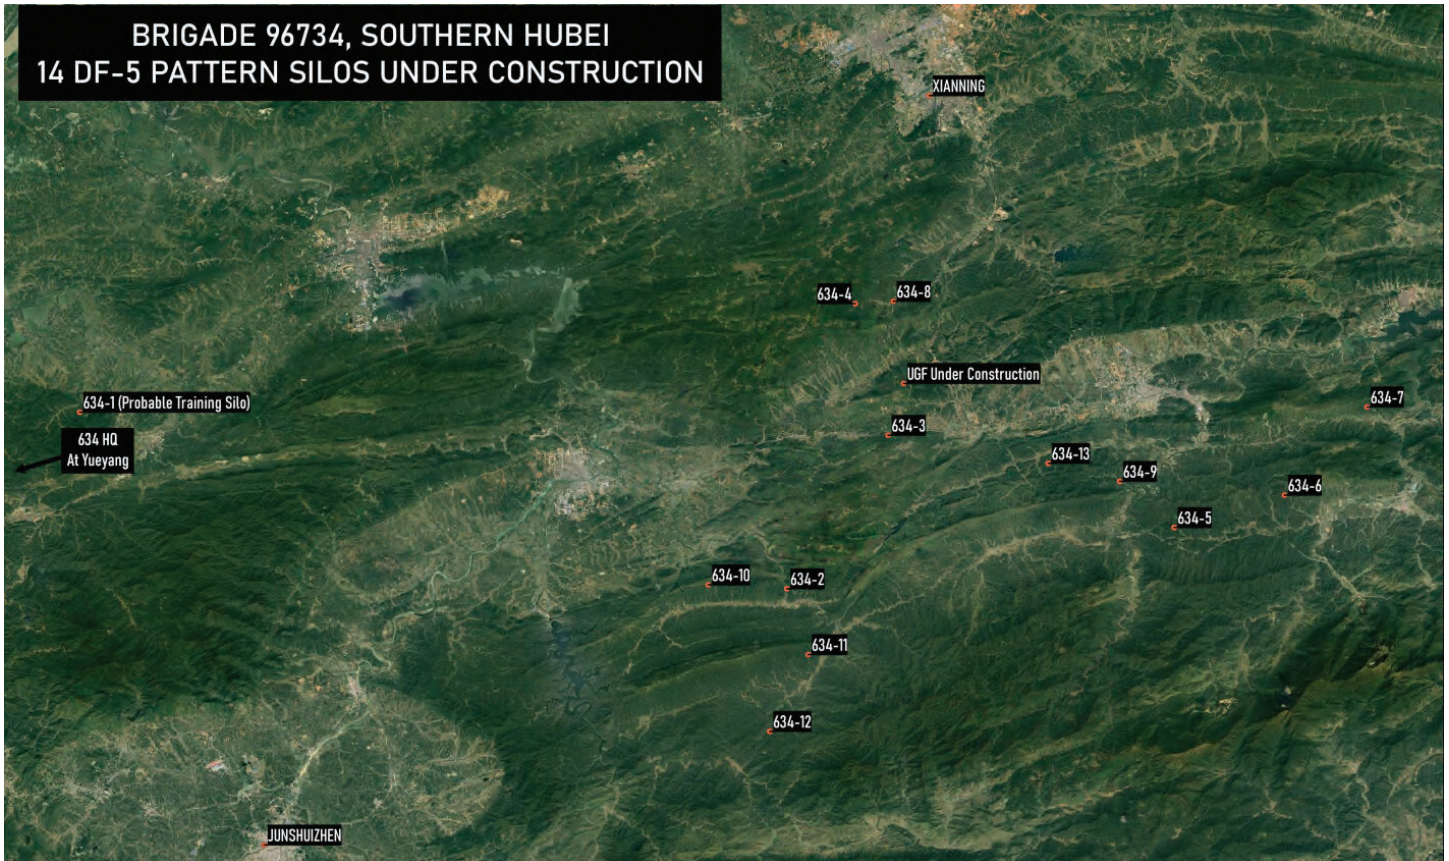 BRIGADE 96734, SOUTHERN HUBEI
14 DF-5 PATTERN SILOS UNDER CONSTRUCTION
XIANNING
634-4
634-8
UGF Under Construction
634-1 (Probable Training Silo)
634-7
634-3
634 HQ
At Yueyang
634-13
634-9
634-6
634-5
634-10
634-2
634-11
634-12
JUNSHUIZHEN